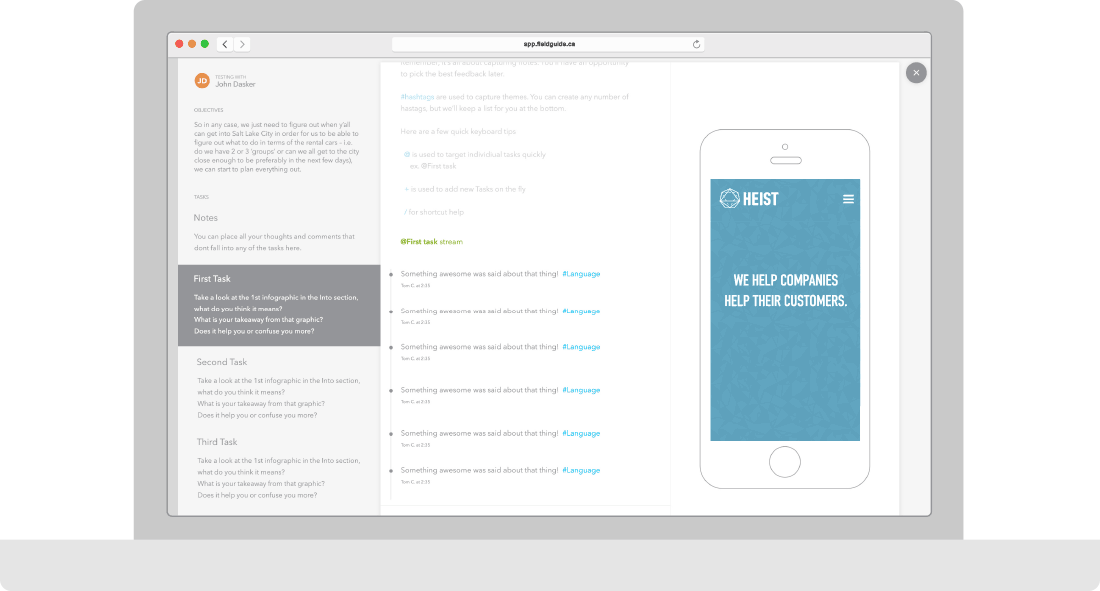 app.fieldguide.ca
JD
TESTING WITH
John Dasker
OBJECTIVES
So in any case, we just need to figure out when y'all
can get into Salt Lake City in order for us to be able to
figure out what to do in terms of the rental cars - i.e.
do we have 2 or 3 'groups' or can we all get to the city
close enough to be preferably in the next few days),
we can start to plan everything out.
TASKS
Notes
You can place all your thoughts and comments that
dont fall into any of the tasks here.
First Task
Take a look at the 1st infographic in the Into section,
what do you think it means?
What is your takeaway from that graphic?
Does it help you or confuse you more?
Second Task
Take a look at the 1st infographic in the Into section,
what do you think it means?
What is your takeaway from that graphic?
Does it help you or confuse you more?
Third Task
Take a look at the 1st infographic in the Into section,
what do you think it means?
What is your takeaway from that graphic?
Does it help you or confuse you more?
Remember, it's all about capturing notes. You'll have an opportunity
to pick the best feedback later.
#hashtags are used to capture themes. You can create any number of
hastags, but we'll keep a list for you at the bottom.
Here are a few quick keyboard tips
@ is used to target individual tasks quickly
ex. @First task
+ is used to add new Tasks on the fly
/ for shortcut help
@First task stream
Something awesome was said about that thing! #Language
Tom C. at 2:35
Something awesome was said about that thing! #Language
Tom C. at 2:35
Something awesome was said about that thing! #Language
Tom C. at 2:35
Something awesome was said about that thing! #Language
Tom C. at 2:35
Something awesome was said about that thing! #Language
Tom C. at 2:35
Something awesome was said about that thing! #Language
Tom C. at 2:35
HEIST
WE HELP COMPANIES
HELP THEIR CUSTOMERS.